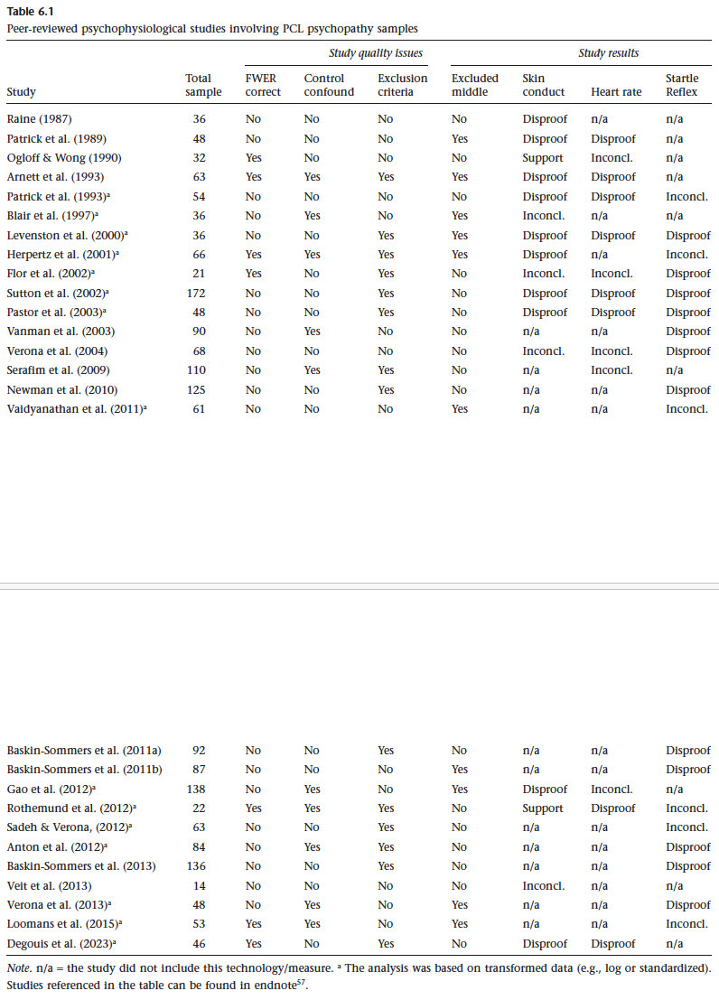 Table 6.1
Peer-reviewed psychophysiological studies involving PCL psychopathy samples
Study quality issues Study results
Study Total sample FWER correct Control confound Exclusion criteria Excluded middle Skin conduct Heart rate Startle Reflex
Raine (1987) 36 No No No No Disproof n/a n/a
Patrick et al. (1989) 48 No No No Yes Disproof Disproof n/a
Ogloff & Wong (1990) 32 Yes No No No Support Inconcl. n/a
Arnett et al. (1993) 63 Yes Yes Yes Yes Disproof Disproof n/a
Patrick et al. (1993)ᵃ 54 No No No No Disproof Disproof Inconcl.
Blair et al. (1997)ᵃ 36 No Yes No Yes Inconcl. n/a n/a
Levenston et al. (2000)ᵃ 36 No No Yes Yes Disproof Disproof Disproof
Herpertz et al. (2001)ᵃ 66 Yes Yes Yes Yes Disproof n/a Inconcl.
Flor et al. (2002)ᵃ 21 Yes No Yes No Inconcl. Inconcl. Disproof
Sutton et al. (2002)ᵃ 172 No No Yes No Disproof Disproof Disproof
Pastor et al. (2003)ᵃ 48 No No Yes No Disproof Disproof Disproof
Vanman et al. (2003) 90 No Yes No No n/a n/a Disproof
Verona et al. (2004) 68 No No No No Inconcl. Inconcl. Disproof
Serafim et al. (2009) 110 No Yes Yes No n/a Inconcl. n/a
Newman et al. (2010) 125 No No Yes No n/a n/a Disproof
Vaidyanathan et al. (2011)ᵃ 61 No No No Yes n/a n/a Inconcl.
Baskin-Sommers et al. (2011a) 92 No No Yes No n/a n/a Disproof
Baskin-Sommers et al. (2011b) 87 No No No Yes n/a n/a Disproof
Gao et al. (2012)ᵃ 138 No Yes No Yes Disproof Inconcl. n/a
Rothemund et al. (2012)ᵃ 22 Yes Yes Yes No Support Disproof Inconcl.
Sadeh & Verona, (2012)ᵃ 63 No No Yes No n/a n/a Inconcl.
Anton et al. (2012)ᵃ 84 No Yes Yes No n/a n/a Disproof
Baskin-Sommers et al. (2013) 136 No No Yes No n/a n/a Disproof
Veit et al. (2013) 14 No No No No Inconcl. n/a n/a
Verona et al. (2013)ᵃ 48 No Yes No Yes n/a n/a Disproof
Loomans et al. (2015)ᵃ 53 Yes Yes No Yes n/a n/a Inconcl.
Degouis et al. (2023)ᵃ 46 Yes No Yes No Disproof Disproof n/a
Note. n/a = the study did not include this technology/measure. ᵃ The analysis was based on transformed data (e.g., log or standardized).
Studies referenced in the table can be found in endnote⁵⁷.